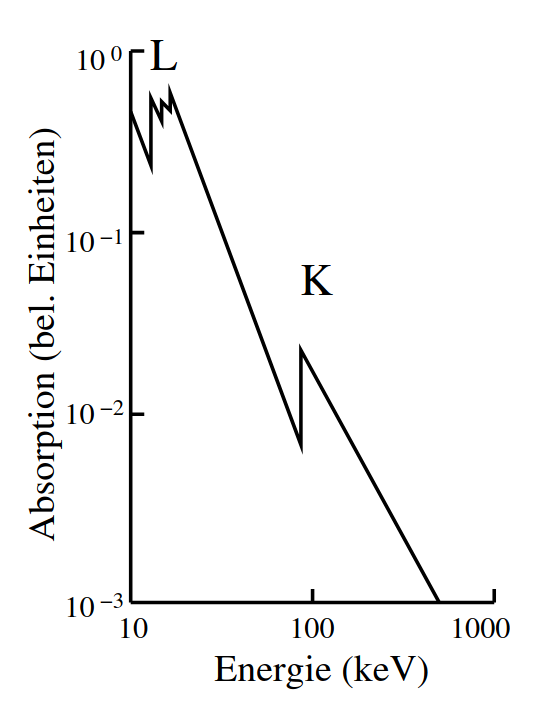 10⁰
L
10⁻¹
K
10⁻²
10⁻³
10 100 1000
Energie (keV)
Absorption (bel. Einheiten)